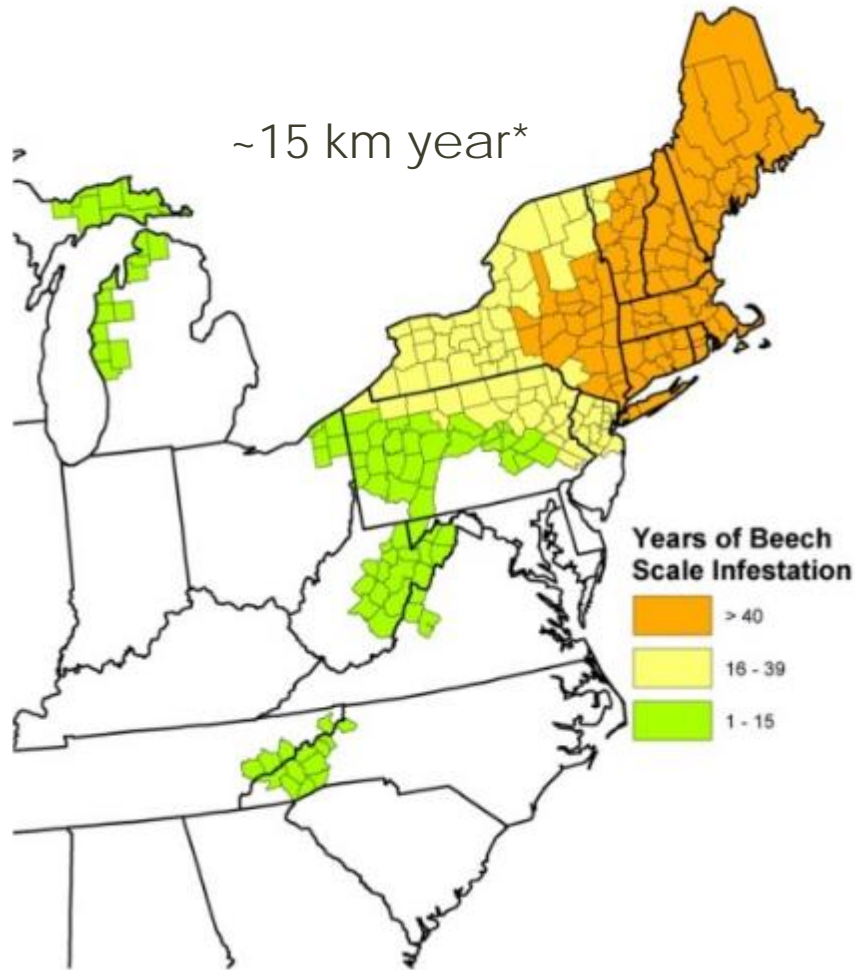 ~15 km year*
Years of Beech
Scale Infestation
> 40
16 - 39
1 - 15